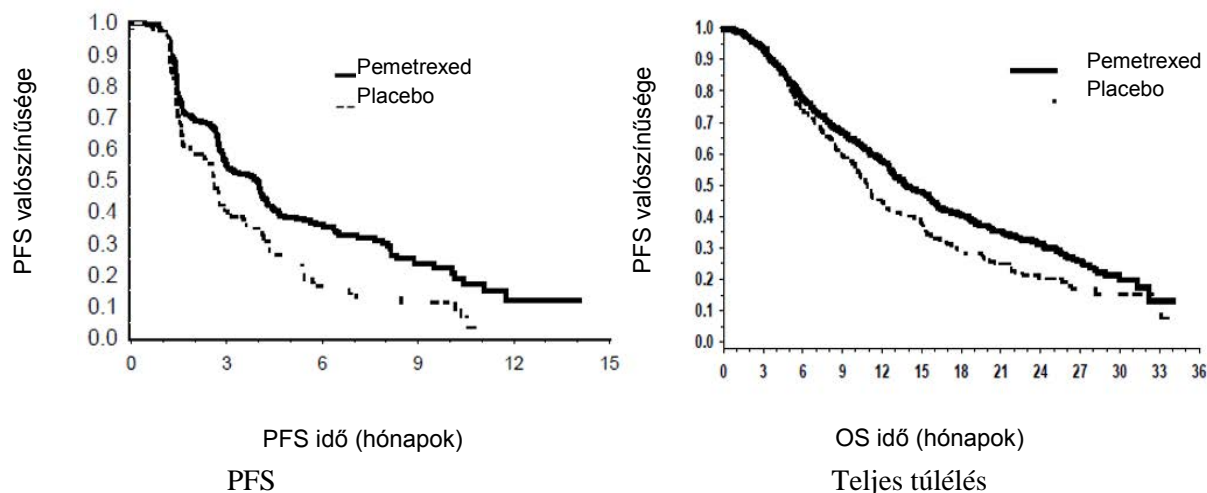 PFS valószínűsége
1.0
0.9
0.8
0.7
0.6
0.5
0.4
0.3
0.2
0.1
0.0
Pemetrexed
Placebo
0 3 6 9 12 15
PFS idő (hónapok)
PFS
PFS valószínűsége
1.0
0.9
0.8
0.7
0.6
0.5
0.4
0.3
0.2
0.1
0.0
Pemetrexed
Placebo
0 3 6 9 12 15 18 21 24 27 30 33 36
OS idő (hónapok)
Teljes túlélés